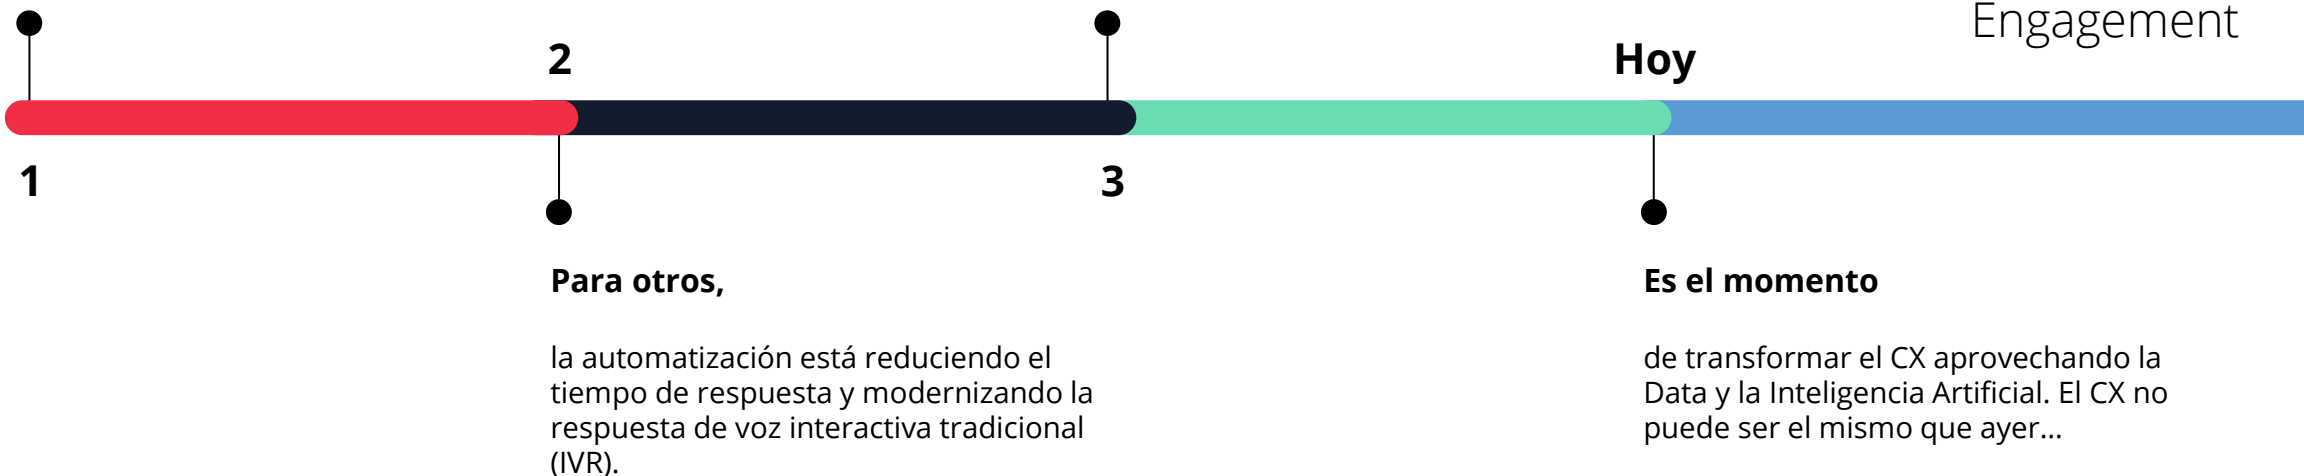 Engagement
2
Hoy
1
3
Para otros,
la automatización está reduciendo el
tiempo de respuesta y modernizando la
respuesta de voz interactiva tradicional
(IVR).
Es el momento
de transformar el CX aprovechando la
Data y la Inteligencia Artificial. El CX no
puede ser el mismo que ayer...